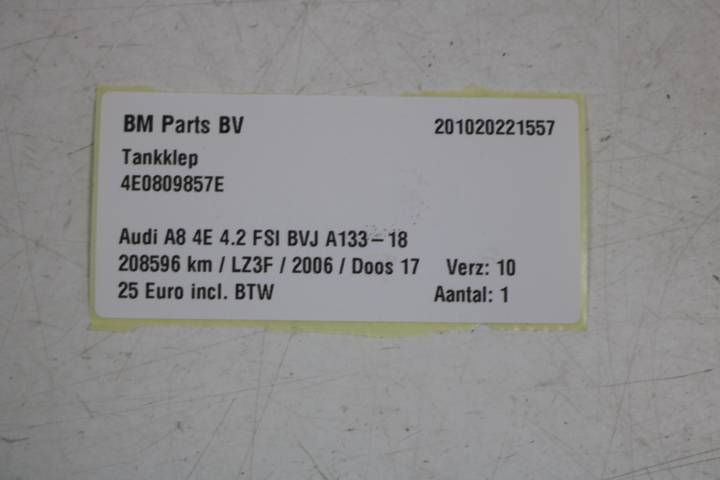 BM Parts BV 201020221557
Tankklep
4E0809857E
Audi A8 4E 4.2 FSI BVJ A133-18
208596 km / LZ3F / 2006 / Doos 17 Verz: 10
25 Euro incl. BTW Aantal: 1